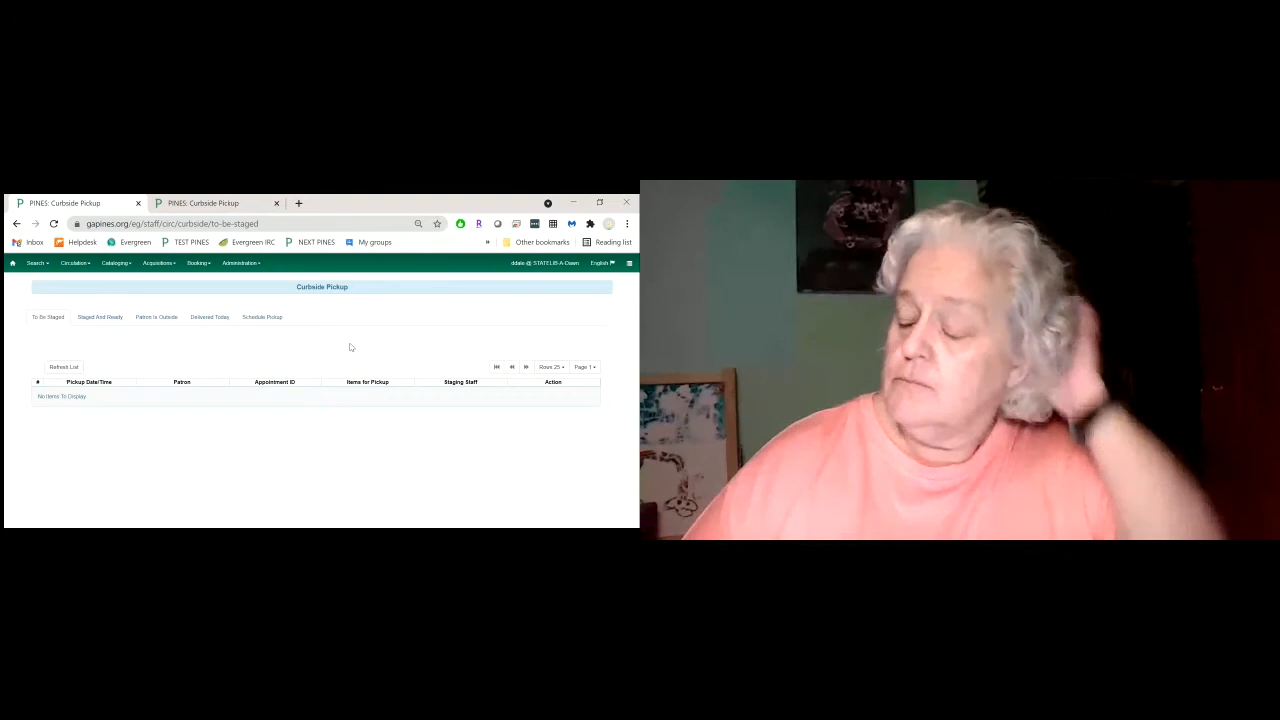 PINES: Curbside Pickup
PINES: Curbside Pickup
gapines.org/eg/staff/circ/curbside/to-be-staged
Inbox Helpdesk Evergreen TEST PINES Evergreen IRC NEXT PINES My groups » Other bookmarks Reading list
Search Circulation Cataloging Acquisitions Booking Administration ddale @ STATELIB-A-Dawn English
Curbside Pickup
To Be Staged Staged And Ready Patron Is Outside Delivered Today Schedule Pickup
Refresh List Rows 25 Page 1
# Pickup Date/Time Patron Appointment ID Items for Pickup Staging Staff Action
No Items To Display